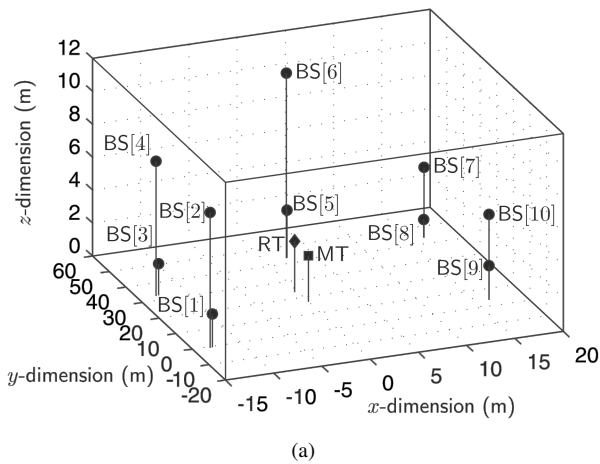 12
10
8
6
4
2
0
z-dimension (m)
60
50
40
30
20
10
0
-10
-20
y-dimension (m)
-15
-10
-5
0
5
10
15
20
x-dimension (m)
BS[6]
BS[4]
BS[7]
BS[2]
BS[5]
BS[10]
BS[3]
RT
MT
BS[8]
BS[9]
BS[1]
(a)